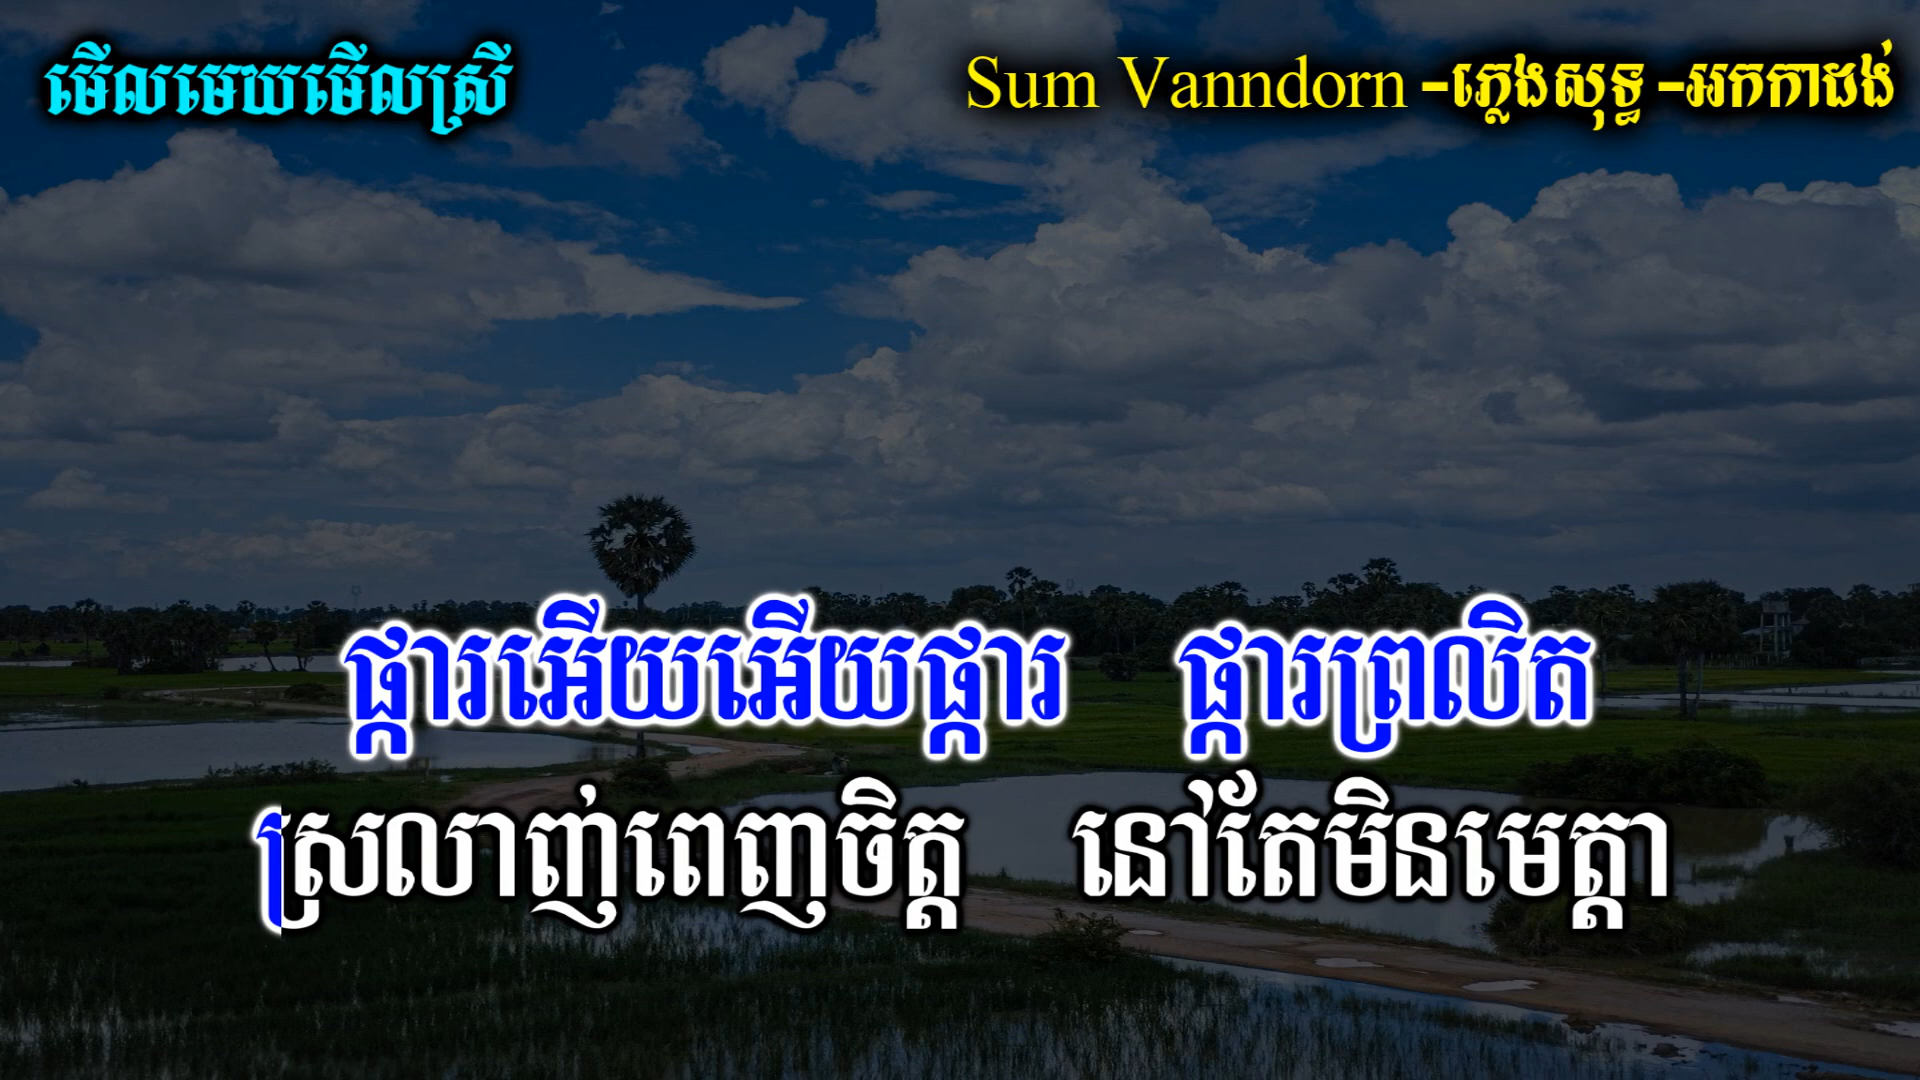 មើលមេឃមើលស្រី
Sum Vanndorn -ភ្លេងសុទ្ធ -អកកាដង់
ផ្ការអើយអើយផ្ការ ផ្ការព្រលិត
ស្រលាញ់ពេញចិត្ត នៅតែមិនមេត្តា